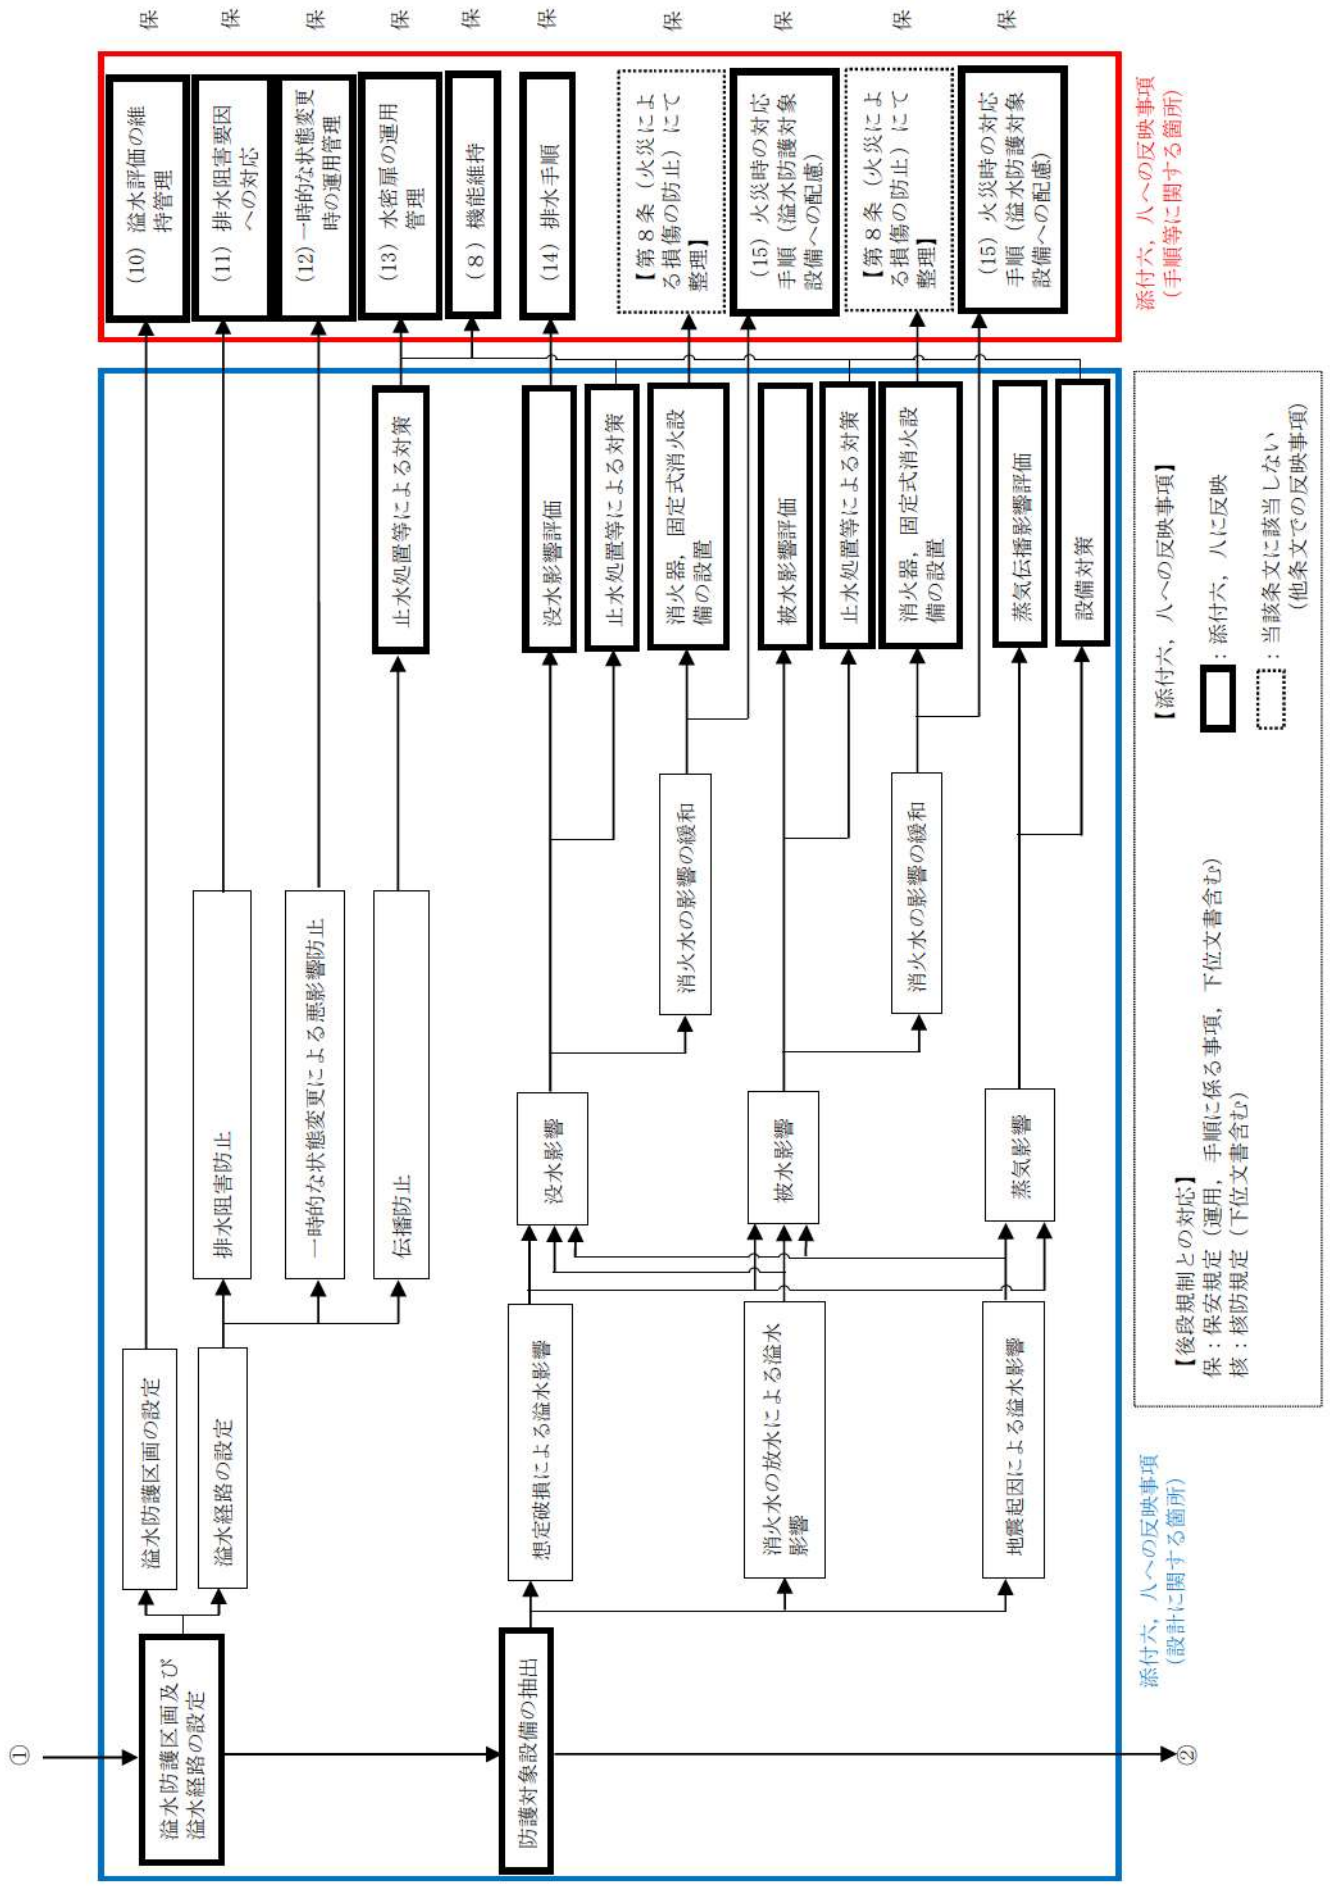 ①
溢水防護区画及び
溢水経路の設定
防護対象設備の抽出
②
溢水防護区画の設定
溢水経路の設定
想定破損による溢水影響
消火水の放水による溢水
影響
地震起因による溢水影響
排水阻害防止
一時的な状態変更による悪影響防止
伝播防止
没水影響
被水影響
蒸気影響
消火水の影響の緩和
消火水の影響の緩和
止水処置等による対策
没水影響評価
止水処置等による対策
消火器，固定式消火設
備の設置
被水影響評価
止水処置等による対策
消火器，固定式消火設
備の設置
蒸気伝播影響評価
設備対策
(10) 溢水評価の維
持管理
(11) 排水阻害要因
への対応
(12)一時的な状態変更
時の運用管理
(13) 水密扉の運用
管理
(8) 機能維持
(14) 排水手順
【第８条（火災によ
る損傷の防止）にて
整理】
(15) 火災時の対応
手順（溢水防護対象
設備への配慮）
【第８条（火災によ
る損傷の防止）にて
整理】
(15) 火災時の対応
手順（溢水防護対象
設備への配慮）
保
保
保
保
保
保
保
保
保
保
添付六，八への反映事項
（設計に関する箇所）
添付六，八への反映事項
（手順等に関する箇所）
【後段規制との対応】
保：保安規定（運用，手順に係る事項，下位文書含む）
核：核防規定（下位文書含む）
【添付六，八への反映事項】
：添付六，八に反映
：当該条文に該当しない
（他条文での反映事項）